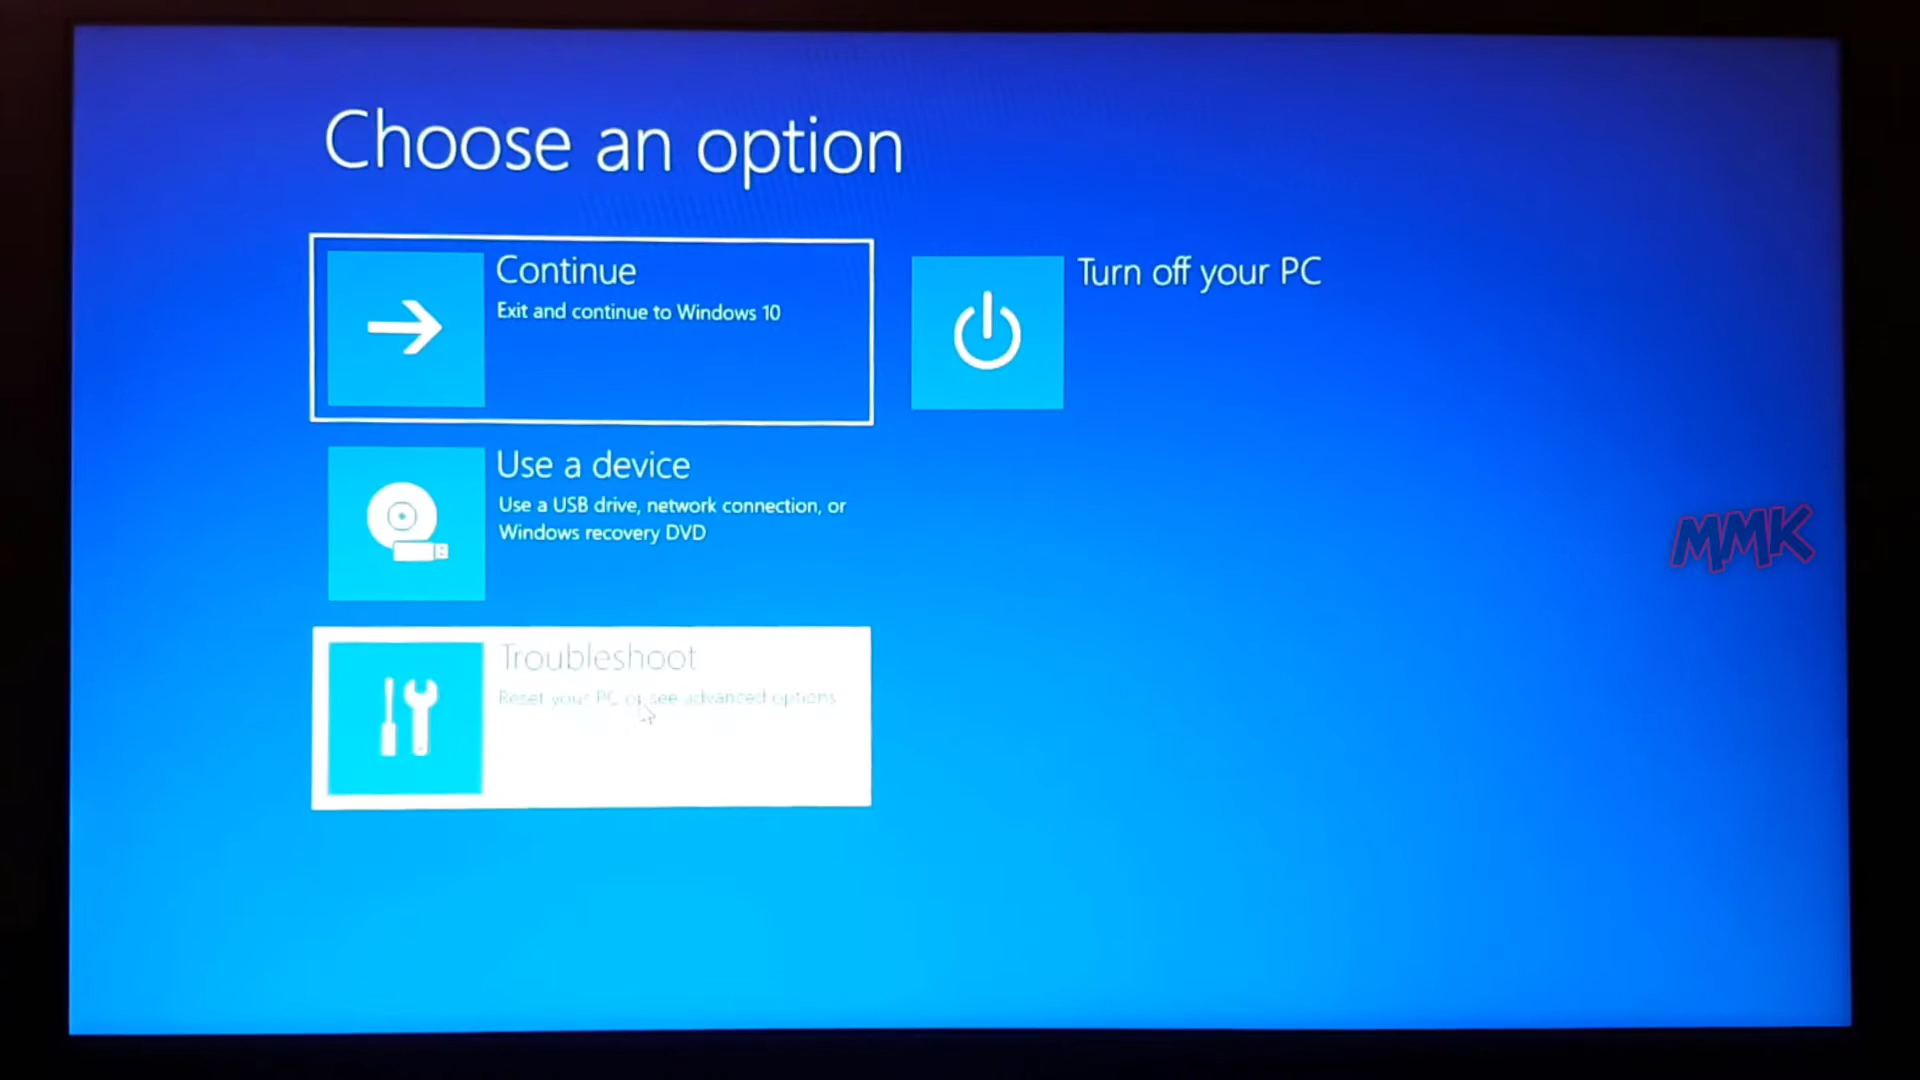 Choose an option
Continue
Exit and continue to Windows 10
Turn off your PC
Use a device
Use a USB drive, network connection, or
Windows recovery DVD
Troubleshoot
Reset your PC or see advanced options
MMK